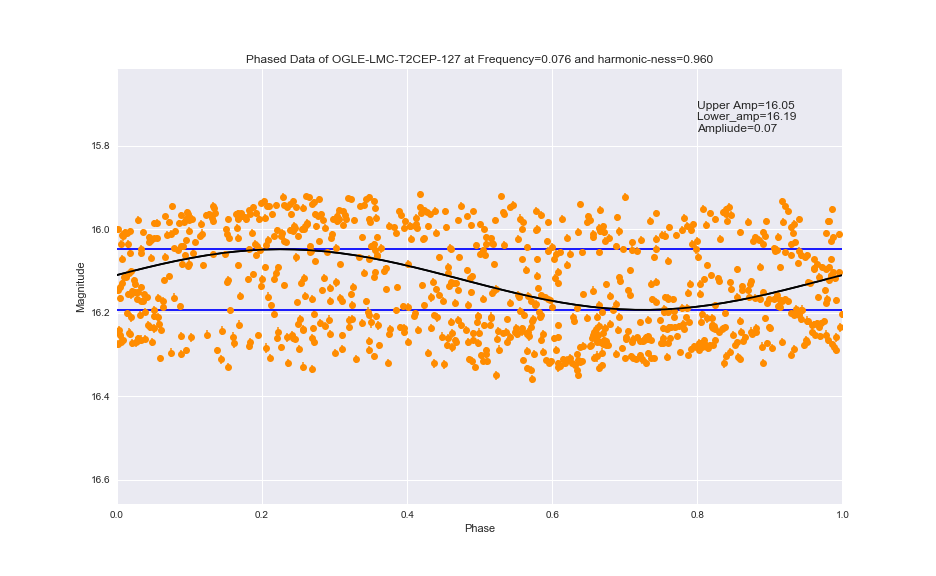 Phased Data of OGLE-LMC-T2CEP-127 at Frequency=0.076 and harmonic-ness=0.960
Upper Amp=16.05
Lower_amp=16.19
Ampliude=0.07
15.8
16.0
16.2
16.4
16.6
Magnitude
0.0 0.2 0.4 0.6 0.8 1.0
Phase